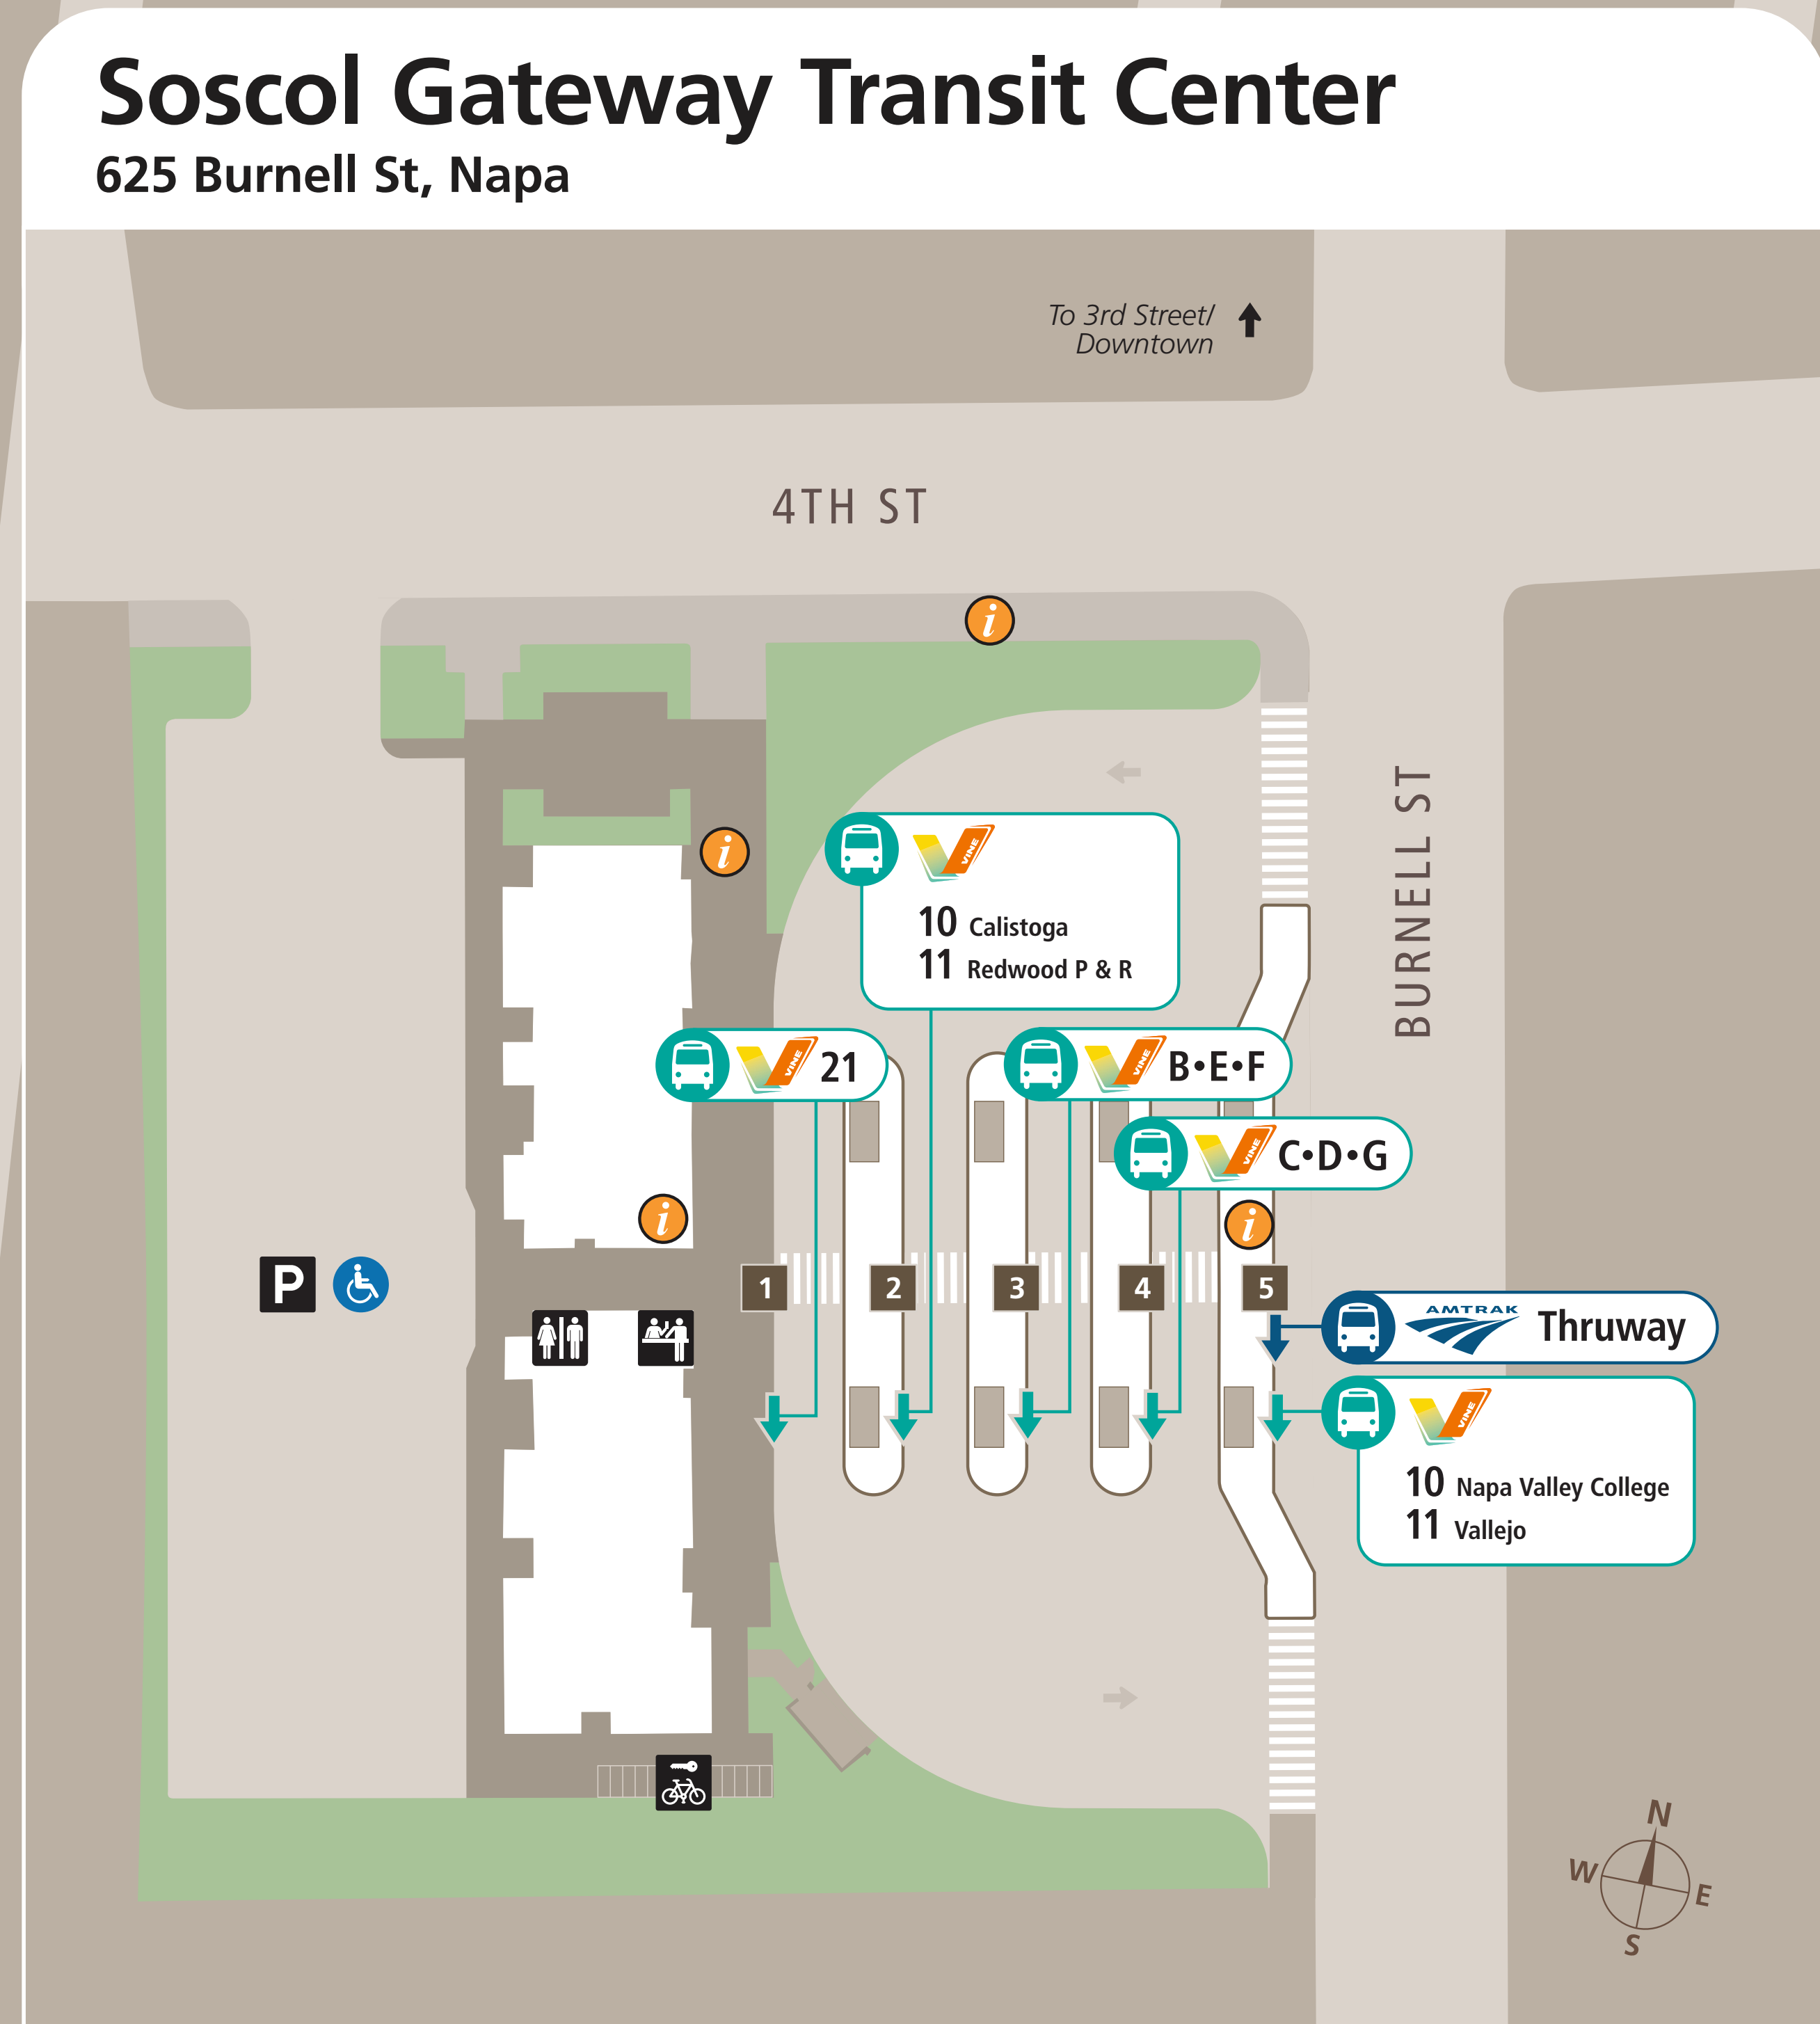 Soscol Gateway Transit Center
625 Burnell St, Napa
To 3rd Street/
Downtown
4TH ST
BURNELL ST
i
i
VINE
10 Calistoga
11 Redwood P & R
VINE 21
VINE B•E•F
VINE C•D•G
i
i
P
1
2
3
4
5
AMTRAK Thruway
VINE
10 Napa Valley College
11 Vallejo
N
W
E
S